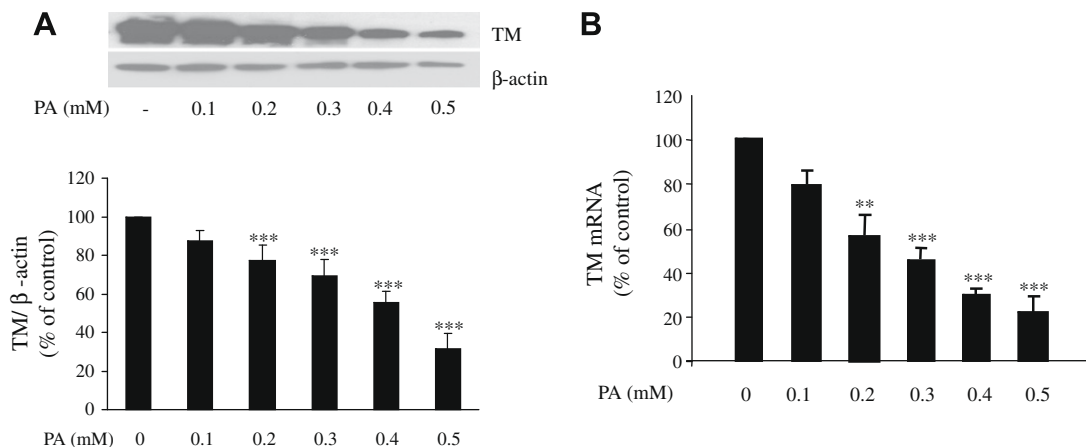 A
TM
β-actin
PA (mM) - 0.1 0.2 0.3 0.4 0.5
TM/ β -actin
(% of control)
120
100
80
60
40
20
0
***
***
***
***
PA (mM) 0 0.1 0.2 0.3 0.4 0.5
B
TM mRNA
(% of control)
120
100
80
60
40
20
0
**
***
***
***
PA (mM) 0 0.1 0.2 0.3 0.4 0.5